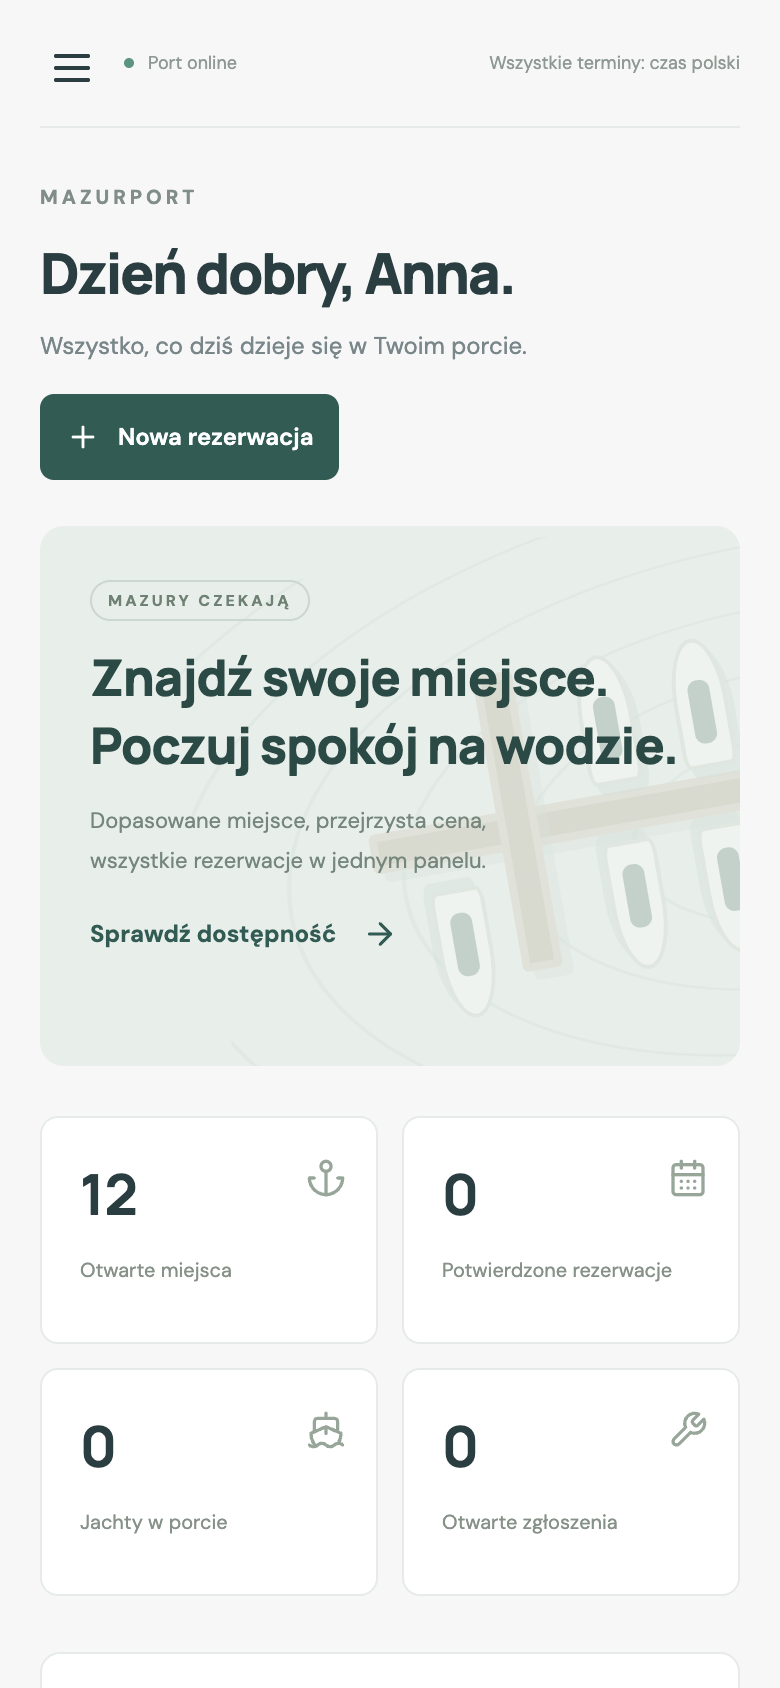 Port online
Wszystkie terminy: czas polski
MAZURPORT
Dzień dobry, Anna.
Wszystko, co dziś dzieje się w Twoim porcie.
Nowa rezerwacja
MAZURY CZEKAJĄ
Znajdź swoje miejsce.
Poczuj spokój na wodzie.
Dopasowane miejsce, przejrzysta cena,
wszystkie rezerwacje w jednym panelu.
Sprawdź dostępność
12
Otwarte miejsca
0
Potwierdzone rezerwacje
0
Jachty w porcie
0
Otwarte zgłoszenia